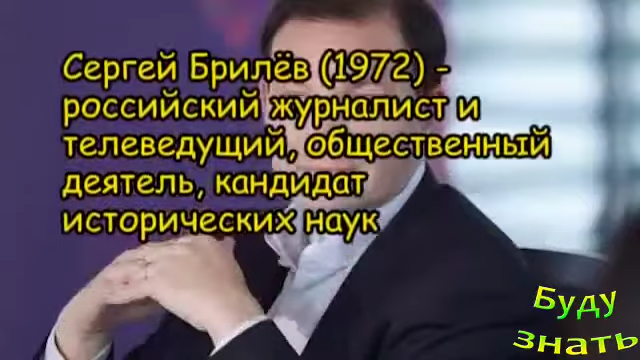 Сергей Брилёв (1972) -
российский журналист и
телеведущий, общественный
деятель, кандидат
исторических наук
Буду
знать